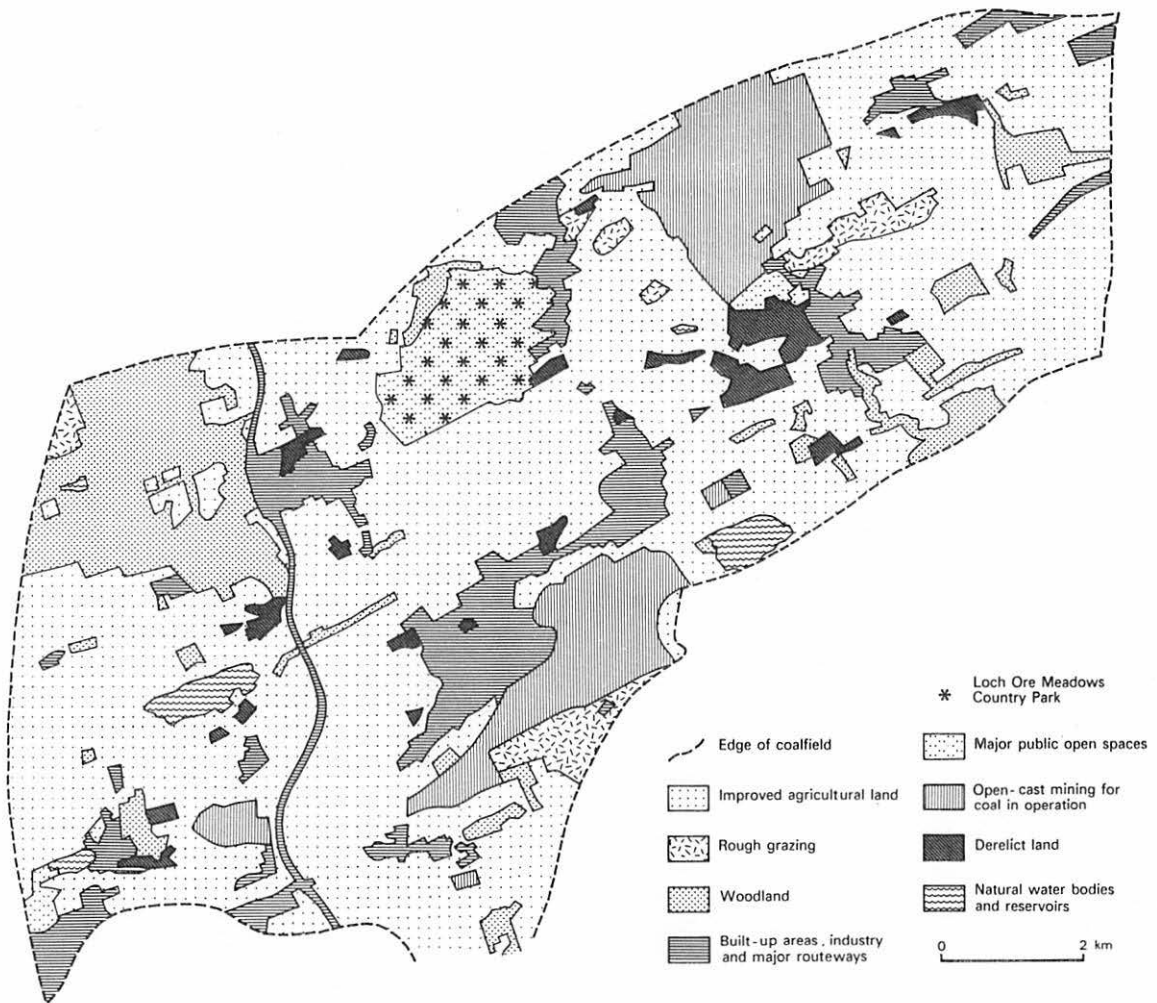 Loch Ore Meadows
Country Park
Edge of coalfield
Major public open spaces
Improved agricultural land
Open-cast mining for
coal in operation
Rough grazing
Derelict land
Woodland
Natural water bodies
and reservoirs
Built-up areas, industry
and major routeways
0 2 km